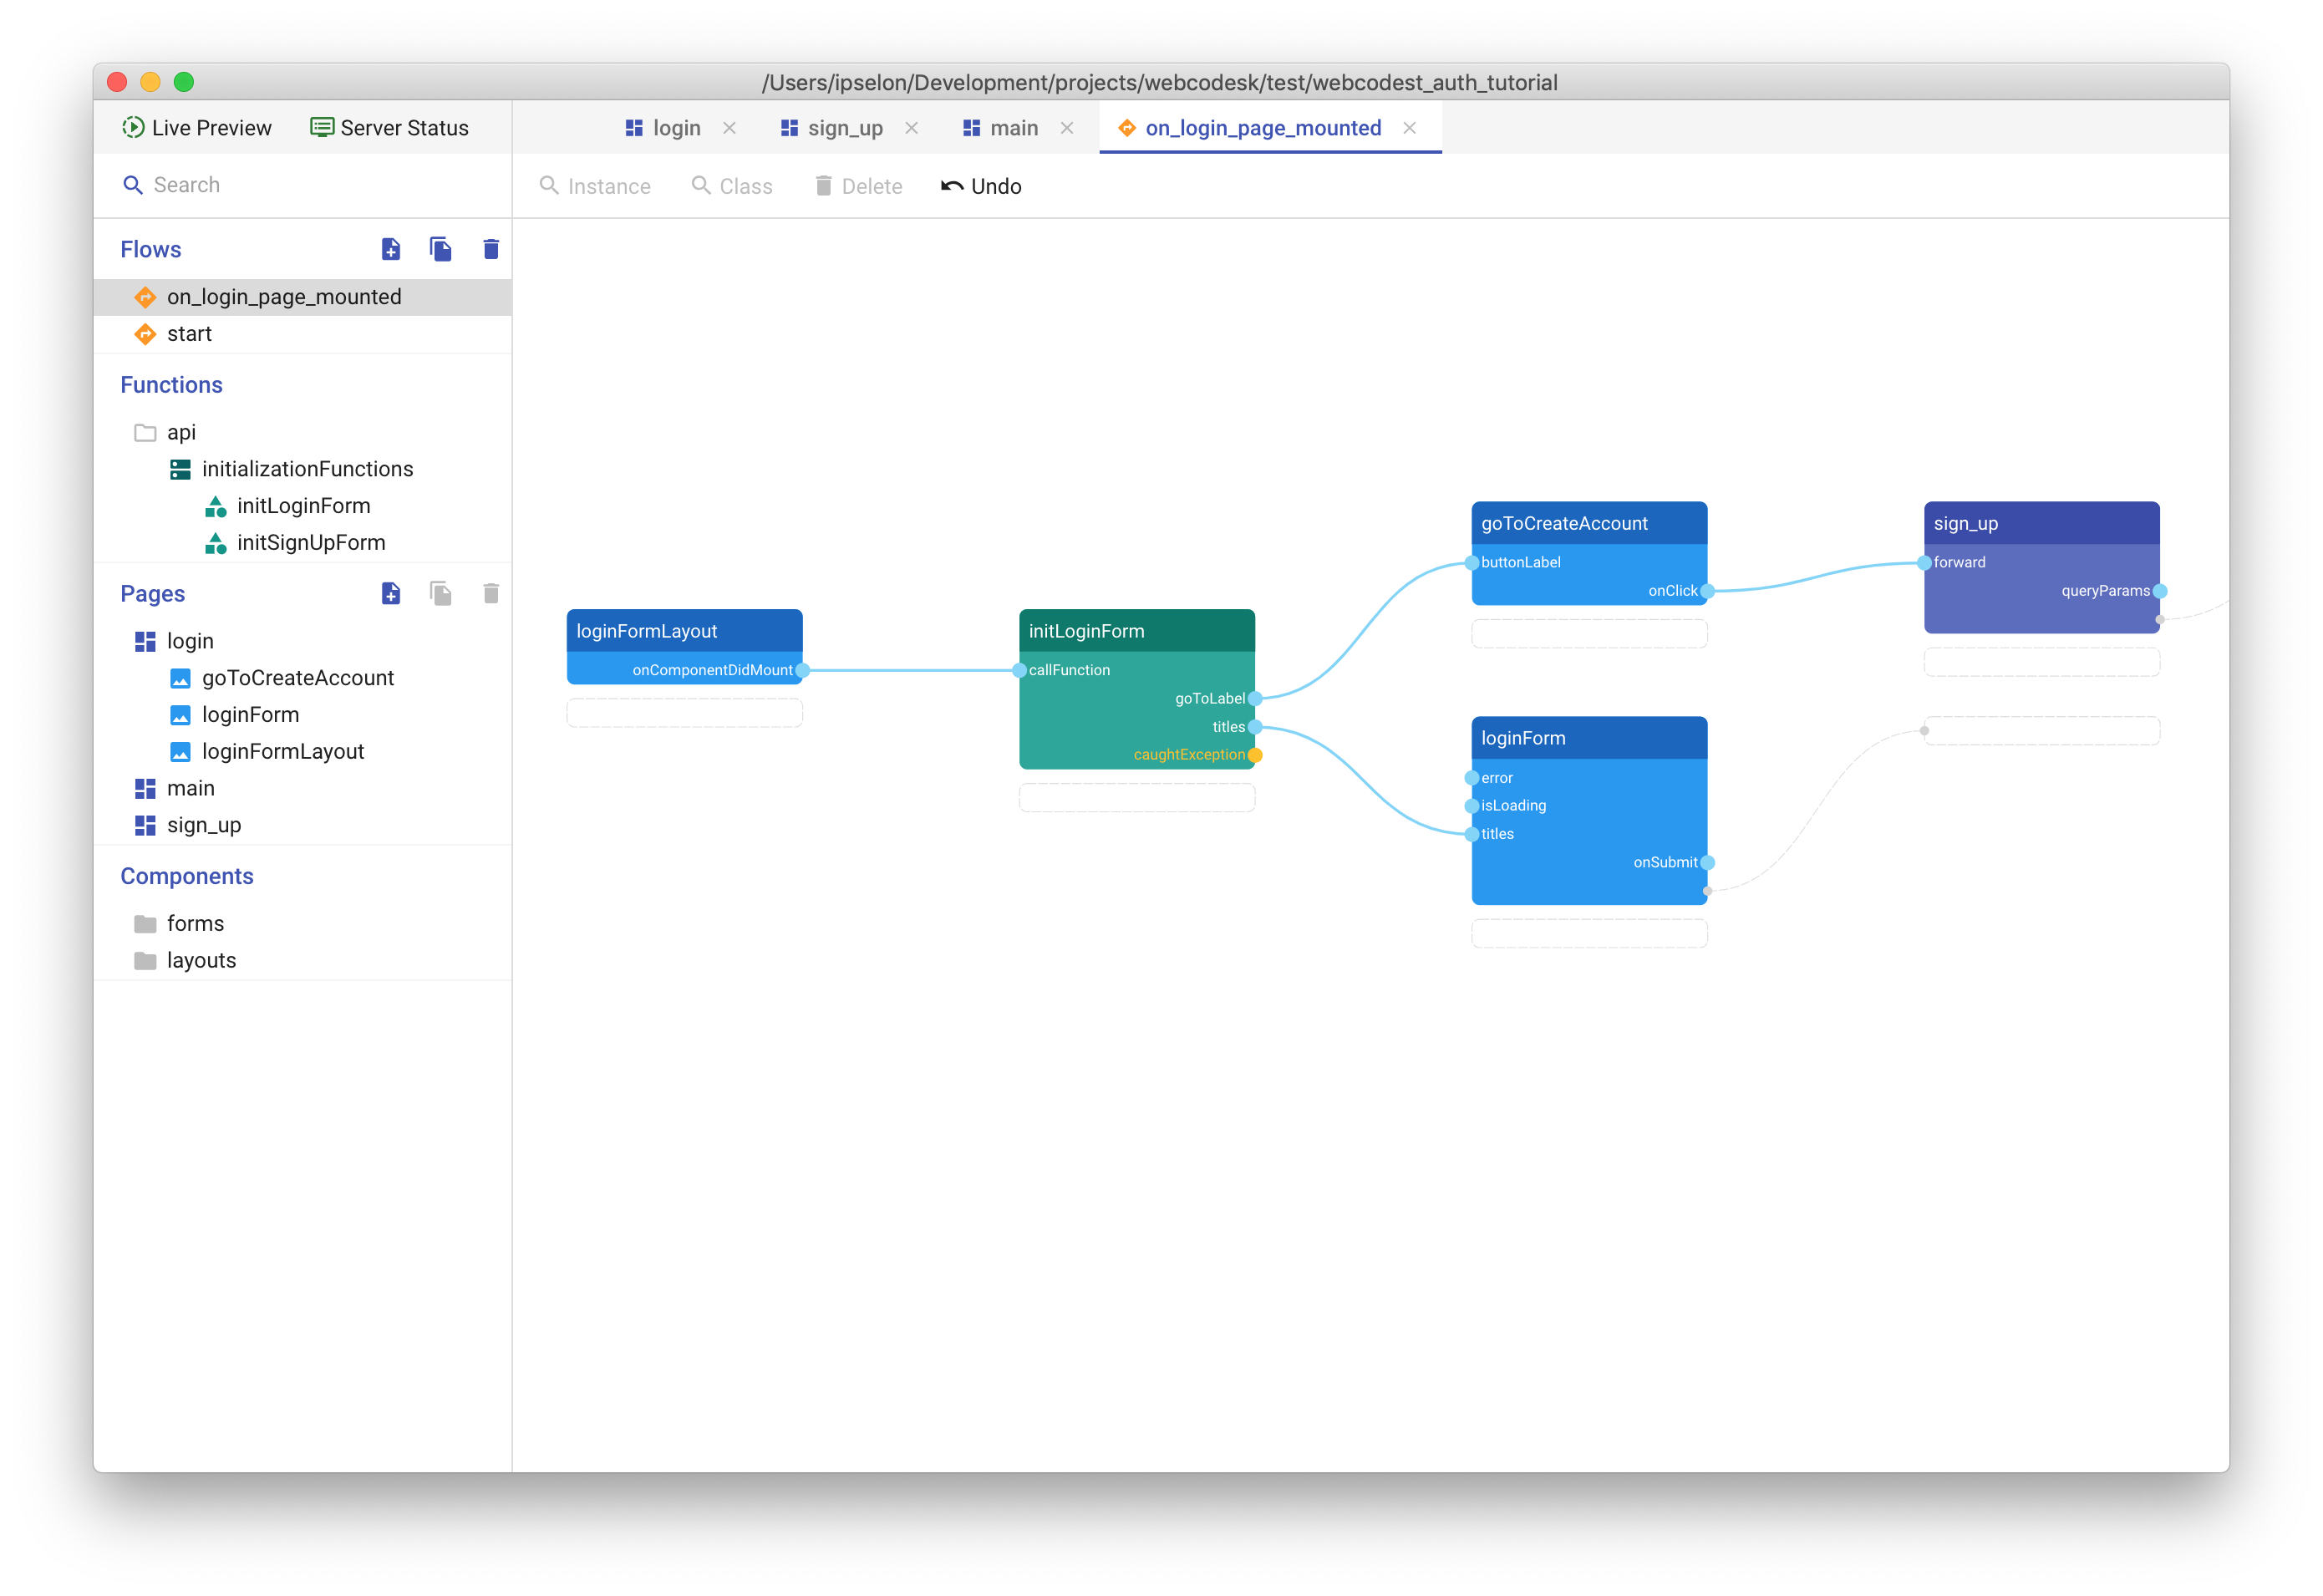 /Users/ipselon/Development/projects/webcodesk/test/webcodest_auth_tutorial
Live Preview
Server Status
login
sign_up
main
on_login_page_mounted
Search
Instance
Class
Delete
Undo
Flows
on_login_page_mounted
start
Functions
api
initializationFunctions
initLoginForm
initSignUpForm
Pages
login
goToCreateAccount
loginForm
loginFormLayout
main
sign_up
Components
forms
layouts
loginFormLayout
onComponentDidMount
initLoginForm
callFunction
goToLabel
titles
caughtException
goToCreateAccount
buttonLabel
onClick
loginForm
error
isLoading
titles
onSubmit
sign_up
forward
queryParams